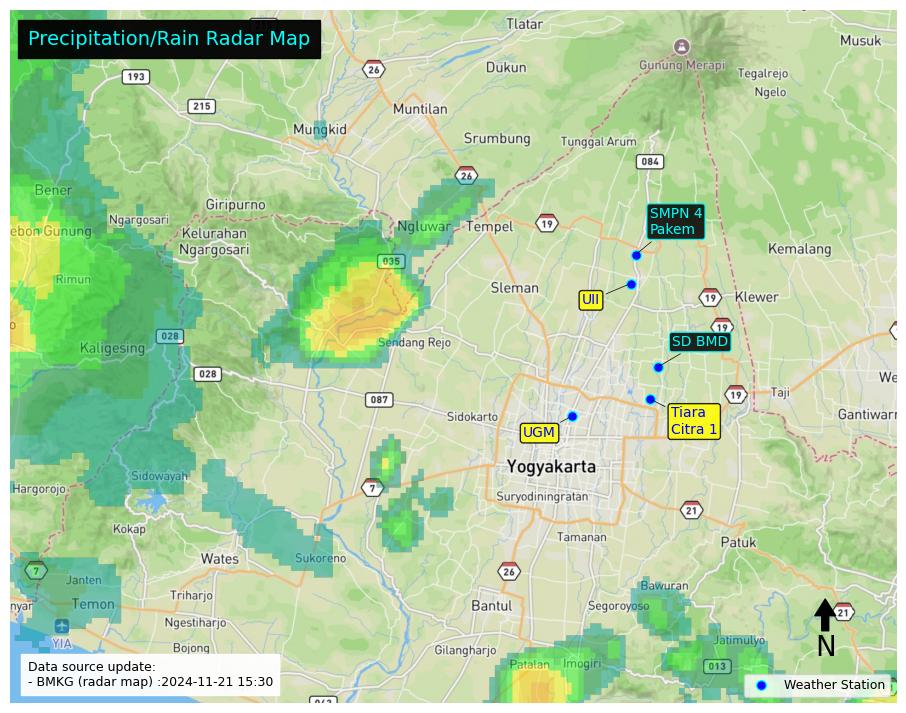 Precipitation/Rain Radar Map
Tlatar
Musuk
26
Gunung Merapi
193
Dukun
Tegalrejo
Ngelo
215
Muntilan
Mungkid
Srumbung
Tunggal Arum
084
26
Bener
Giripurno
SMPN 4
Pakem
Ngargosari
Ngluwar
Tempel
19
ebon Gunung
Kelurahan
Ngargosari
Kemalang
035
Rimun
Sleman
UII
19
Klewer
028
19
Kaligesing
Sendang Rejo
SD BMD
028
We
087
19
Taji
Sidokarto
Tiara
Citra 1
Gantiwarn
UGM
Yogyakarta
Sidowayah
Hargorojo
7
Suryodiningratan
21
Kokap
Tamanan
Patuk
Wates
Sukoreno
7
Janten
26
Bawuran
Temon
Triharjo
Bantul
Segoroyoso
21
nyar
Ngestiharjo
YIA
N
Bojong
Gilangharjo
Jatimulyo
Patalan
Imogiri
013
Data source update:
- BMKG (radar map) :2024-11-21 15:30
Weather Station